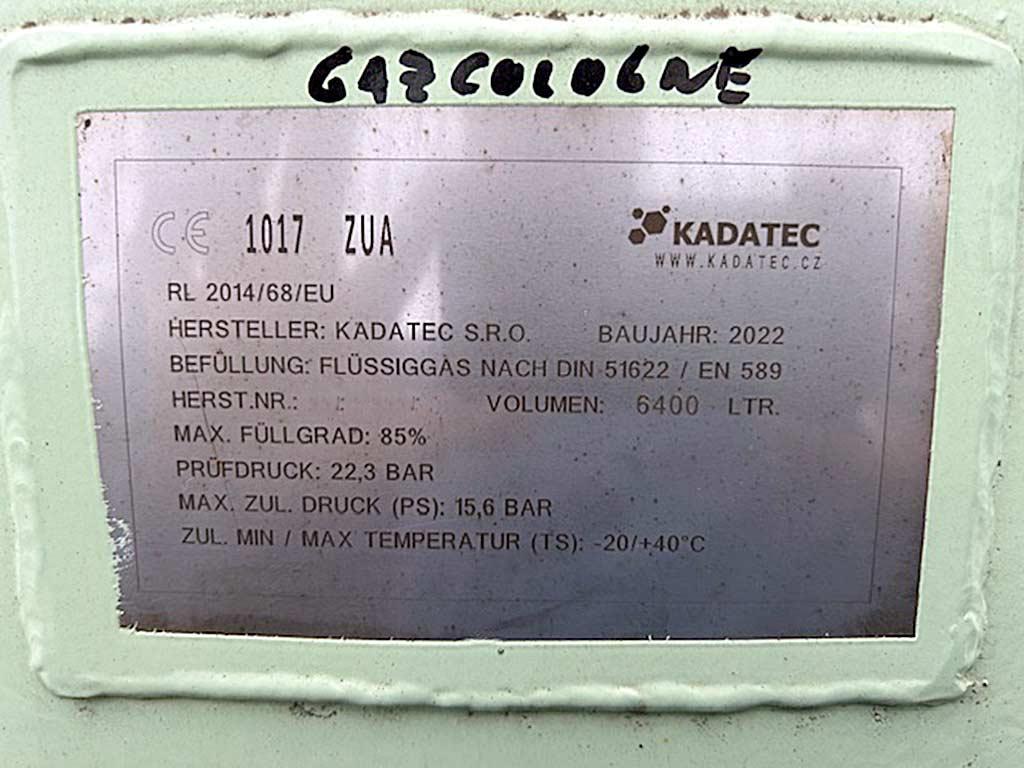 GAZCOLOGNE
CE 1017 ZUA
KADATEC
WWW.KADATEC.CZ
RL 2014/68/EU
HERSTELLER: KADATEC S.R.O. BAUJAHR: 2022
BEFÜLLUNG: FLÜSSIGGAS NACH DIN 51622 / EN 589
HERST.NR.: VOLUMEN: 6400 LTR.
MAX. FÜLLGRAD: 85%
PRÜFDRUCK: 22,3 BAR
MAX. ZUL. DRUCK (PS): 15,6 BAR
ZUL. MIN / MAX TEMPERATUR (TS): -20/+40°C